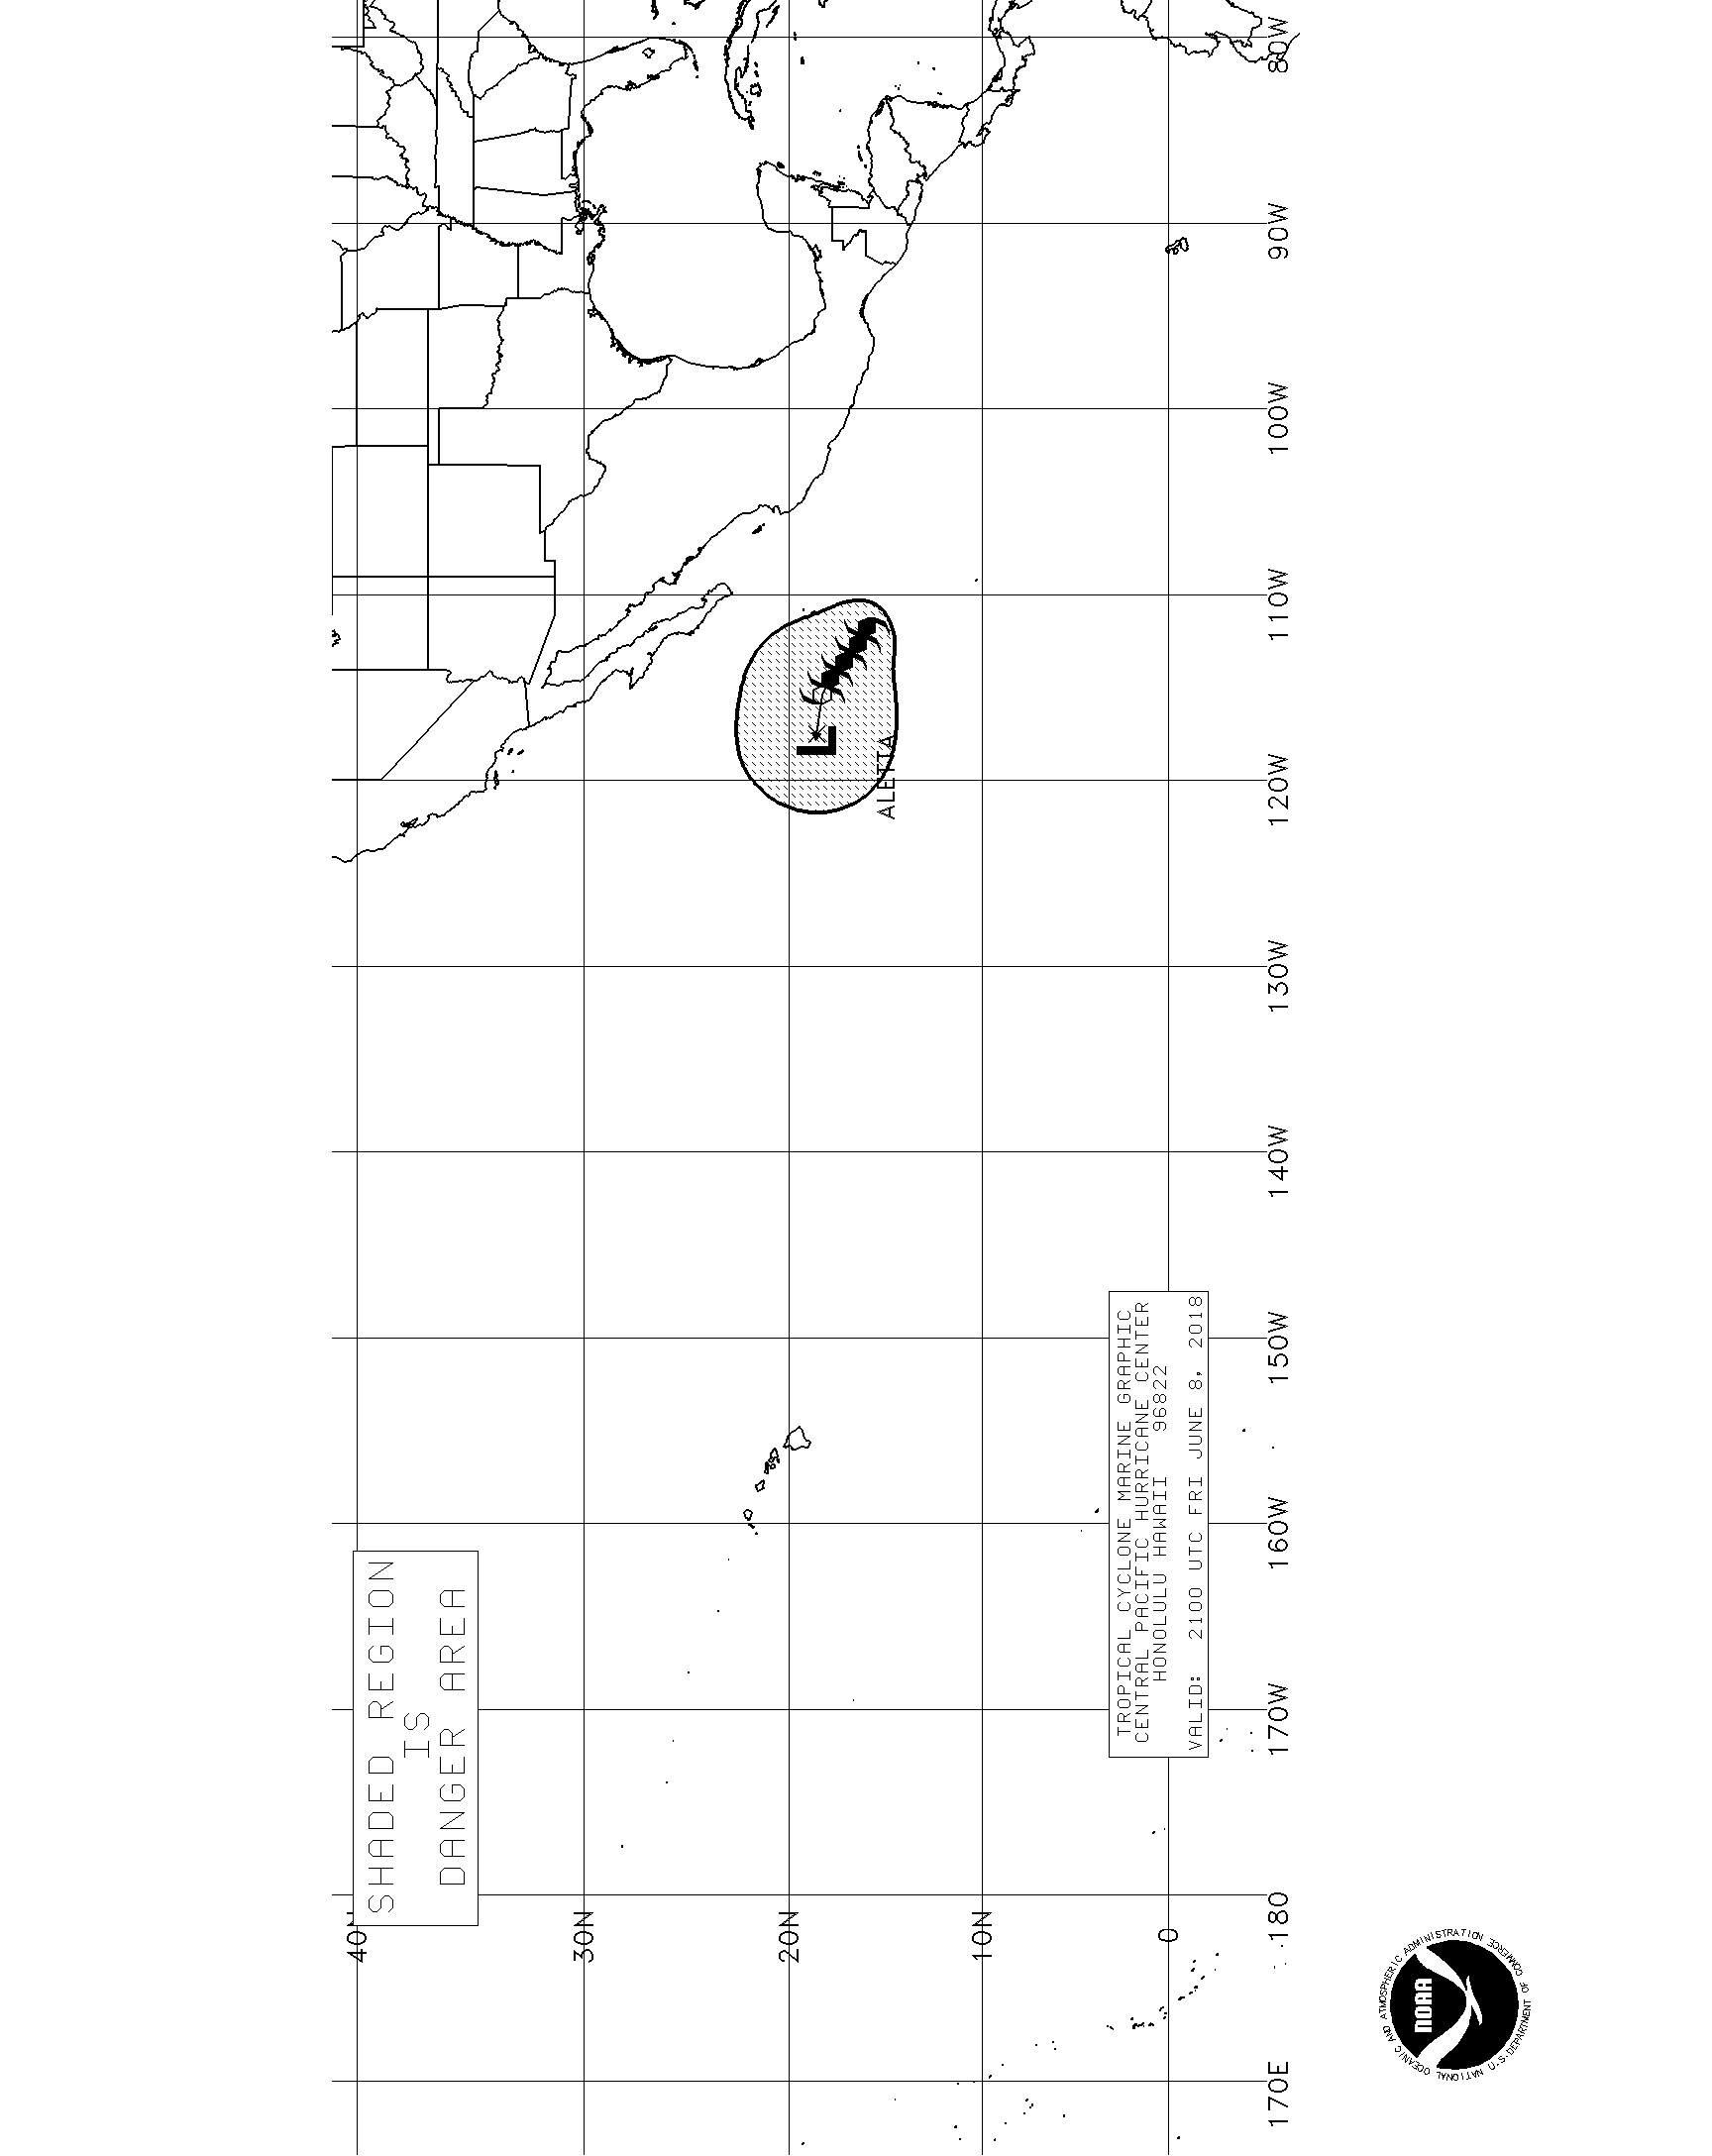 SHADED REGION
IS
DANGER AREA
ALETTA
TROPICAL CYCLONE MARINE GRAPHIC
CENTRAL PACIFIC HURRICANE CENTER
HONOLULU HAWAII 96822
VALID: 2100 UTC FRI JUNE 8, 2018
L
40N
30N
20N
10N
0
170E
180
170W
160W
150W
140W
130W
120W
110W
100W
90W
80W
NATIONAL OCEANIC AND ATMOSPHERIC ADMINISTRATION
U.S. DEPARTMENT OF COMMERCE
NOAA